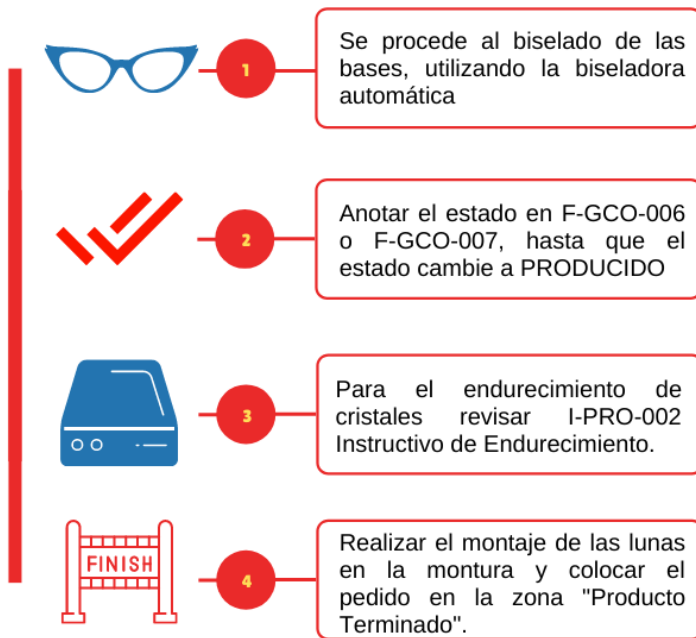 1
Se procede al biselado de las
bases, utilizando la biseladora
automática
2
Anotar el estado en F-GCO-006
o F-GCO-007, hasta que el
estado cambie a PRODUCIDO
3
Para el endurecimiento de
cristales revisar I-PRO-002
Instructivo de Endurecimiento.
FINISH
4
Realizar el montaje de las lunas
en la montura y colocar el
pedido en la zona "Producto
Terminado".